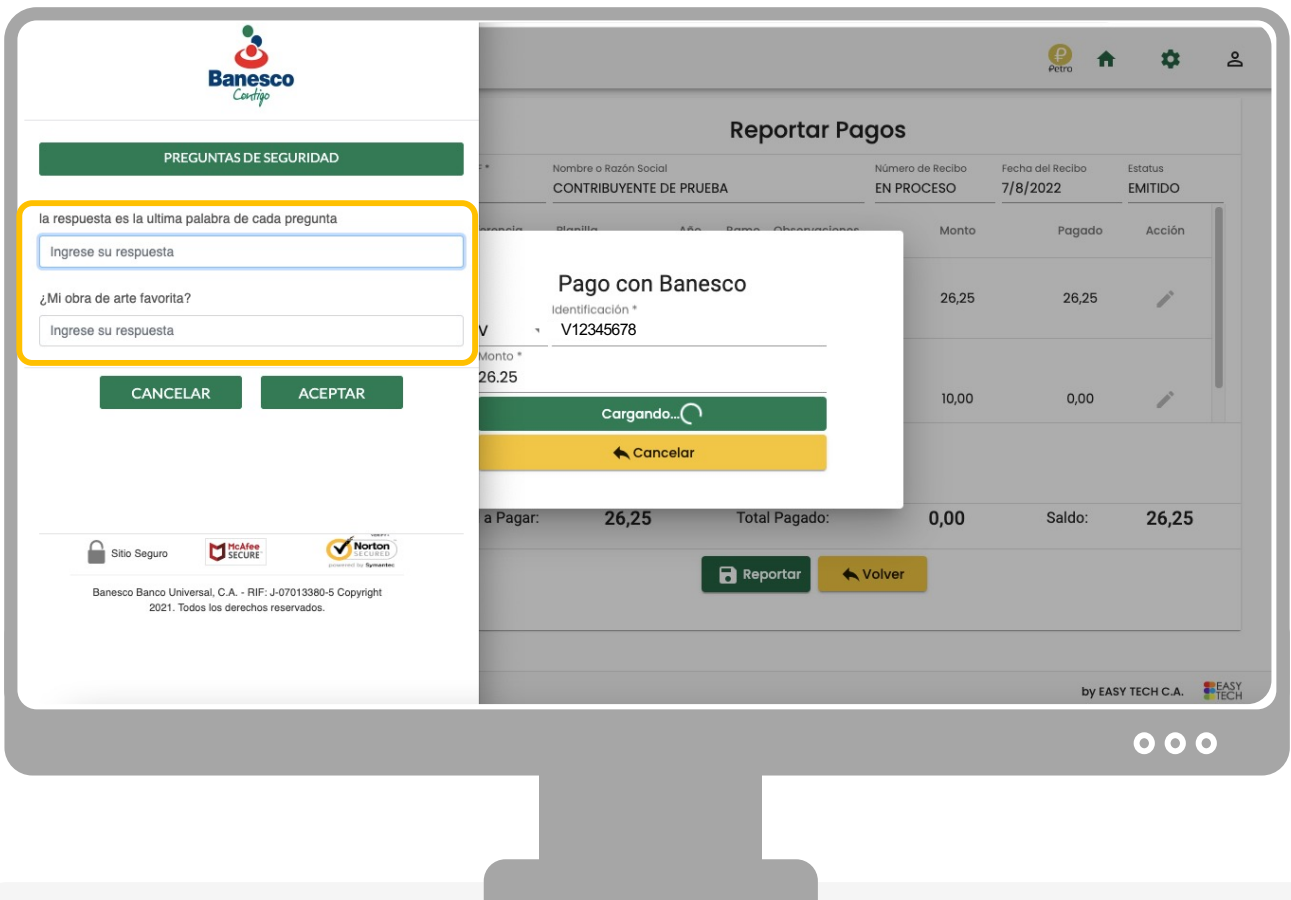 Banesco
Contigo
PREGUNTAS DE SEGURIDAD
la respuesta es la ultima palabra de cada pregunta
Ingrese su respuesta
¿Mi obra de arte favorita?
Ingrese su respuesta
CANCELAR ACEPTAR
Sitio Seguro McAfee SECURE Norton SECURED powered by Symantec
Banesco Banco Universal, C.A. - RIF: J-07013380-5 Copyright
2021. Todos los derechos reservados.
Petro
Reportar Pagos
Nombre o Razón Social Número de Recibo Fecha del Recibo Estatus
CONTRIBUYENTE DE PRUEBA EN PROCESO 7/8/2022 EMITIDO
Planilla Año Ramo Observaciones Monto Pagado Acción
26,25 26,25
10,00 0,00
Pago con Banesco
Identificación *
V V12345678
Monto *
26.25
Cargando...
Cancelar
a Pagar: 26,25 Total Pagado: 0,00 Saldo: 26,25
Reportar Volver
by EASY TECH C.A. EASY TECH